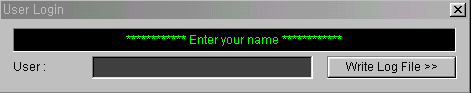 User Login
************ Enter your name ************
User :
Write Log File >>